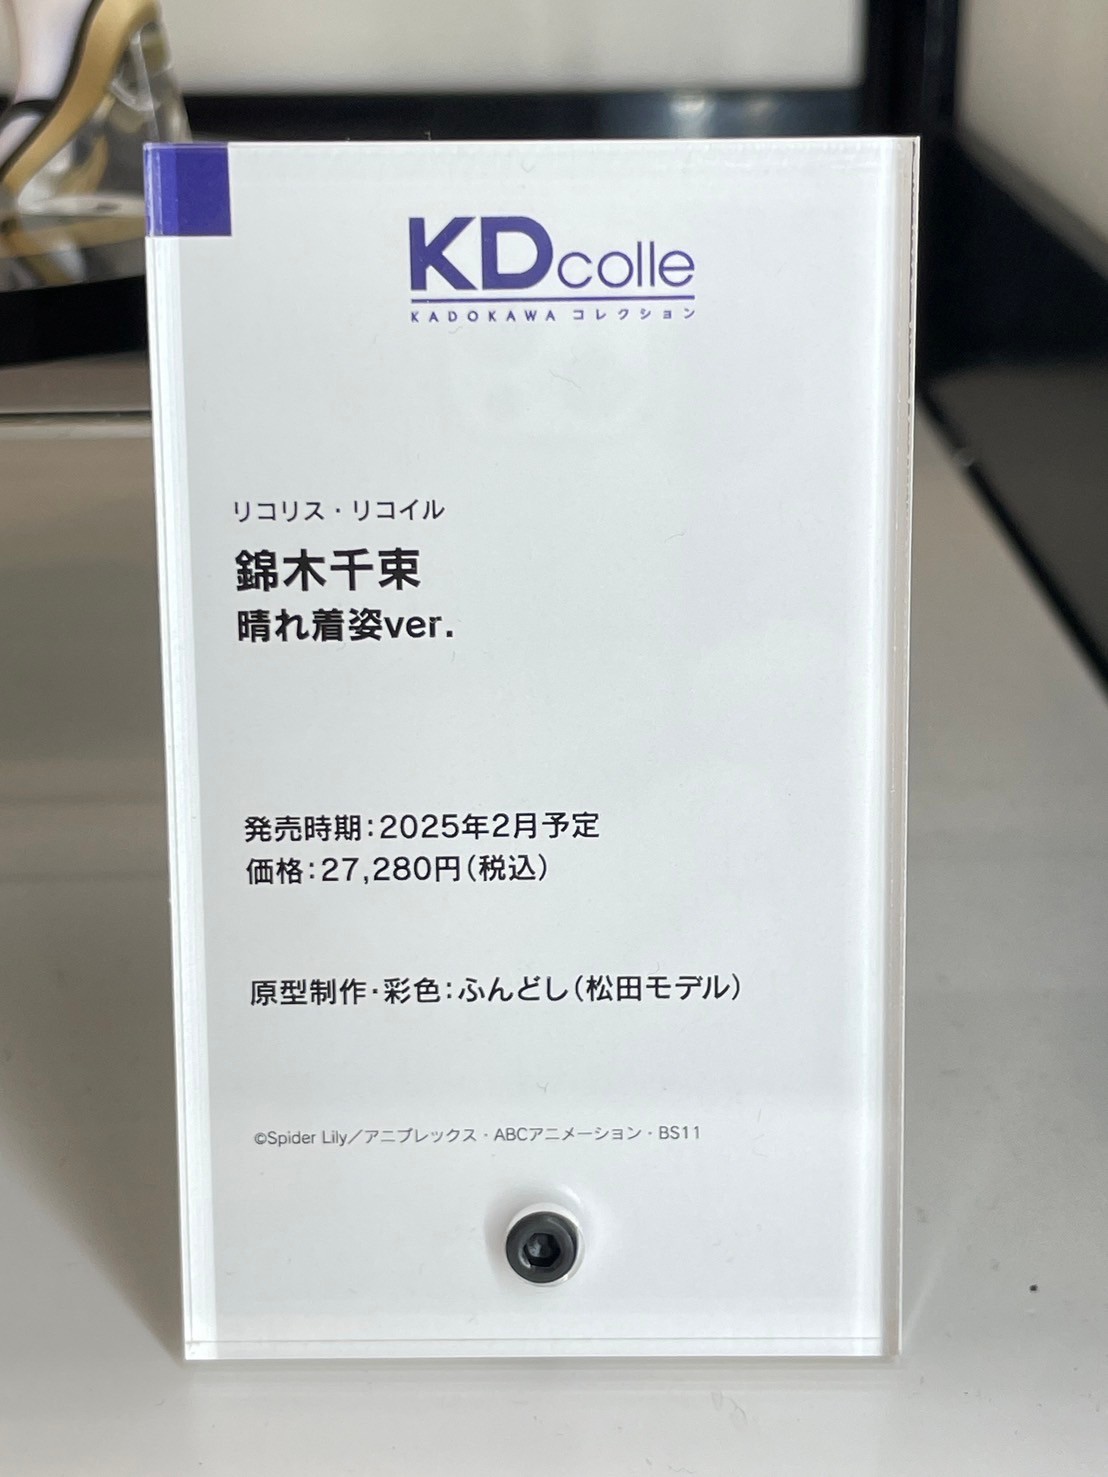 KDcolle
KADOKAWA コレクション
リコリス・リコイル
錦木千束
晴れ着姿ver.
発売時期：2025年2月予定
価格：27,280円（税込）
原型制作・彩色：ふんどし（松田モデル）
©Spider Lily／アニプレックス・ABCアニメーション・BS11